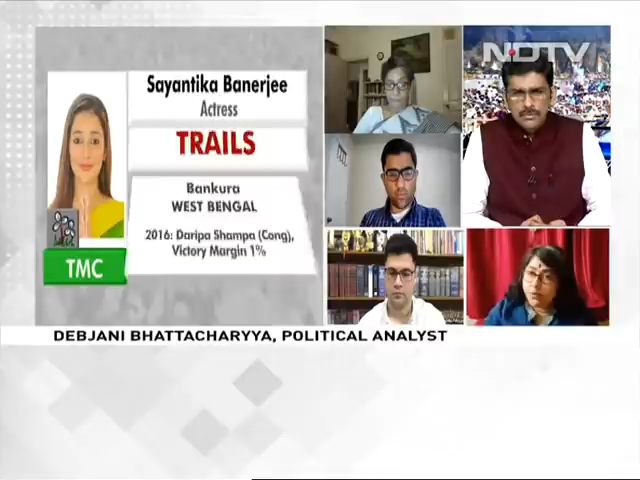 NDTV
Sayantika Banerjee
Actress
TRAILS
Bankura
WEST BENGAL
2016: Daripa Shampa (Cong),
Victory Margin 1%
TMC
DEBJANI BHATTACHARYYA, POLITICAL ANALYST